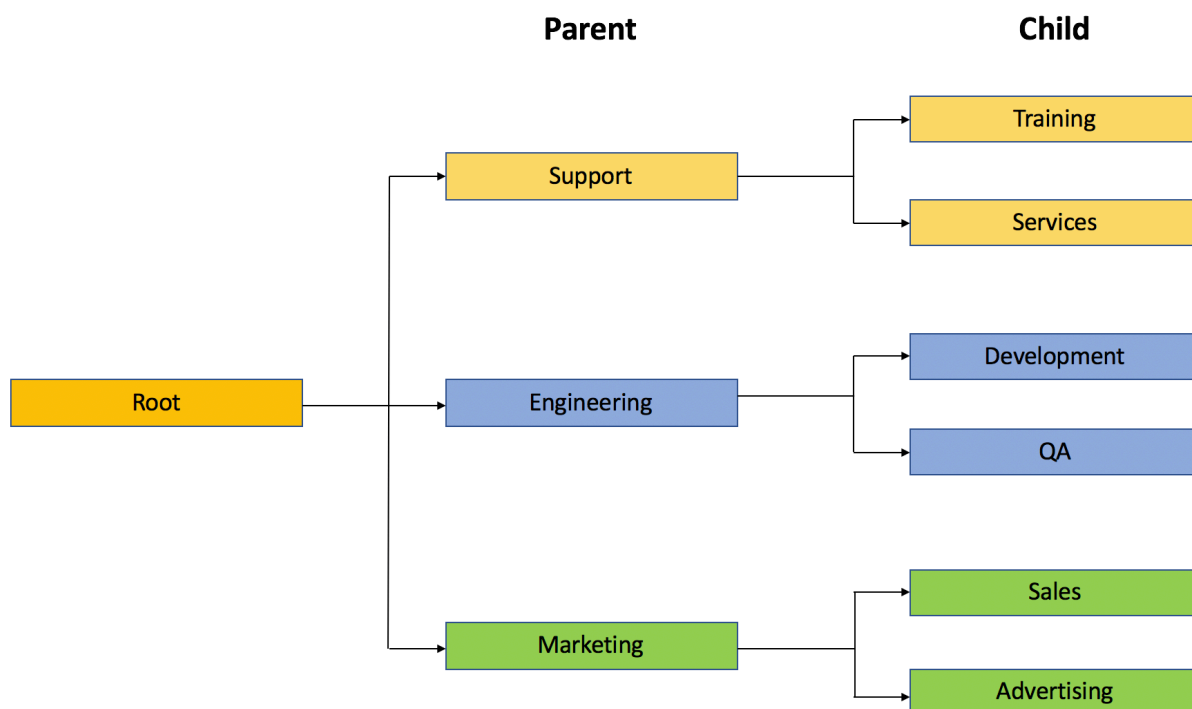 Parent
Child
Training
Support
Services
Development
Root
Engineering
QA
Sales
Marketing
Advertising